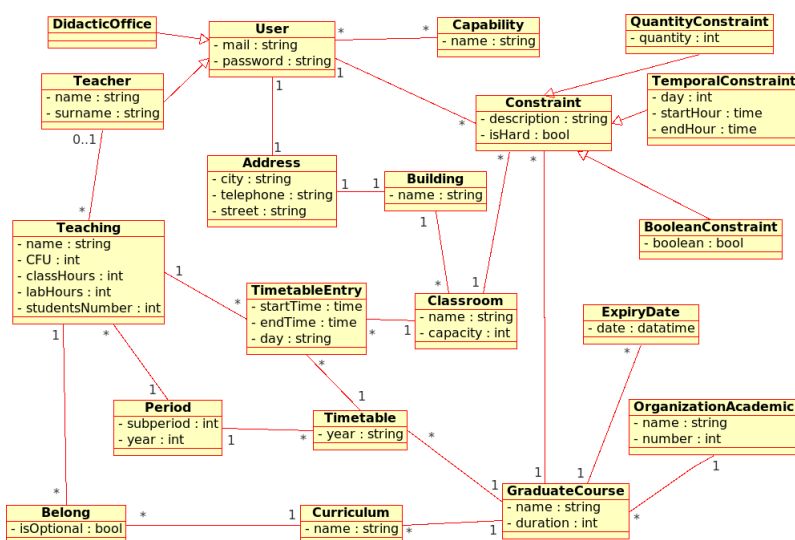 DidacticOffice
User
- mail : string
- password : string
Capability
- name : string
QuantityConstraint
- quantity : int
Teacher
- name : string
- surname : string
Constraint
- description : string
- isHard : bool
TemporalConstraint
- day : int
- startHour : time
- endHour : time
*
*
1
1
*
0..1
*
1
1
Address
- city : string
- telephone : string
- street : string
1
1
Building
- name : string
*
*
BooleanConstraint
- boolean : bool
Teaching
- name : string
- CFU : int
- classHours : int
- labHours : int
- studentsNumber : int
1
*
TimetableEntry
- startTime : time
- endTime : time
- day : string
1
*
1
*
1
Classroom
- name : string
- capacity : int
ExpiryDate
- date : datatime
*
1
*
1
*
1
Period
- subperiod : int
- year : int
1
*
Timetable
- year : string
*
1
OrganizationAcademic
- name : string
- number : int
1
*
1
1
GraduateCourse
- name : string
- duration : int
*
Belong
- isOptional : bool
*
1
Curriculum
- name : string
*
1